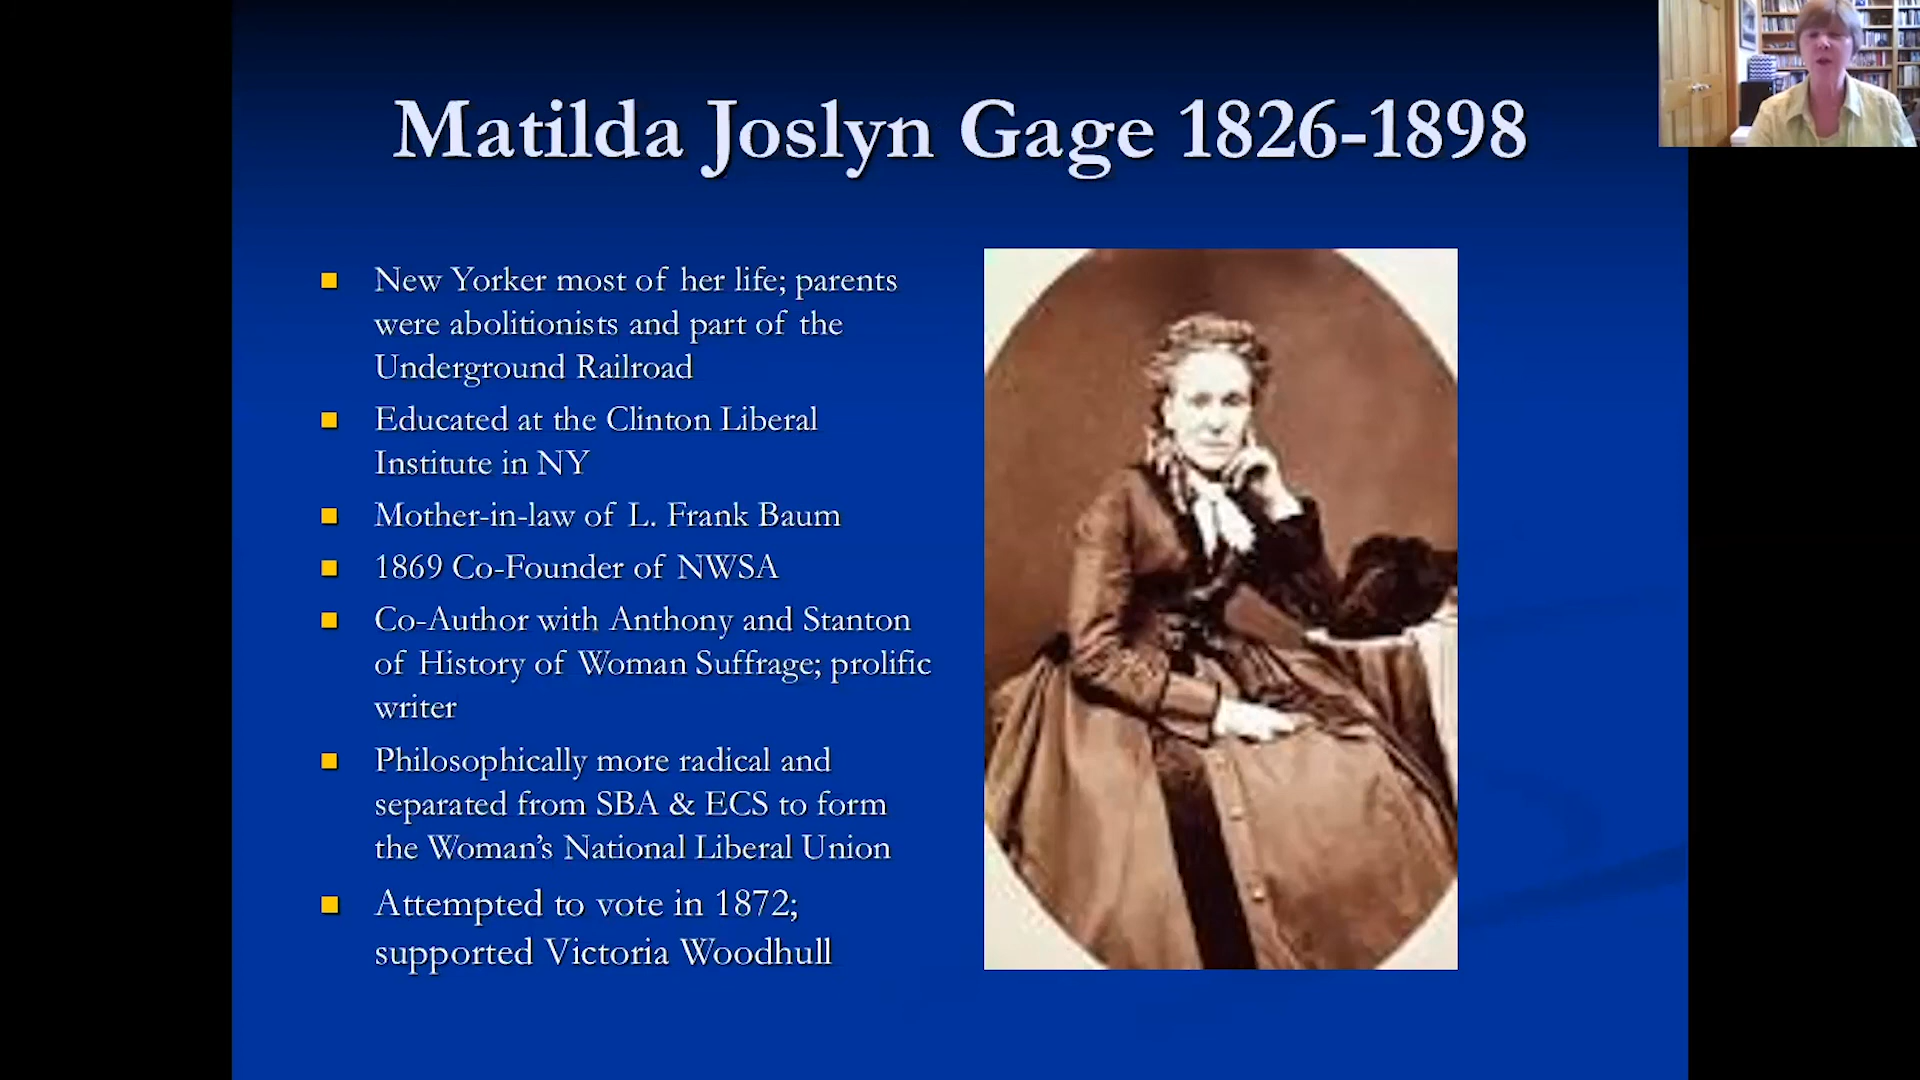 Matilda Joslyn Gage 1826-1898
New Yorker most of her life; parents
were abolitionists and part of the
Underground Railroad
Educated at the Clinton Liberal
Institute in NY
Mother-in-law of L. Frank Baum
1869 Co-Founder of NWSA
Co-Author with Anthony and Stanton
of History of Woman Suffrage; prolific
writer
Philosophically more radical and
separated from SBA & ECS to form
the Woman’s National Liberal Union
Attempted to vote in 1872;
supported Victoria Woodhull